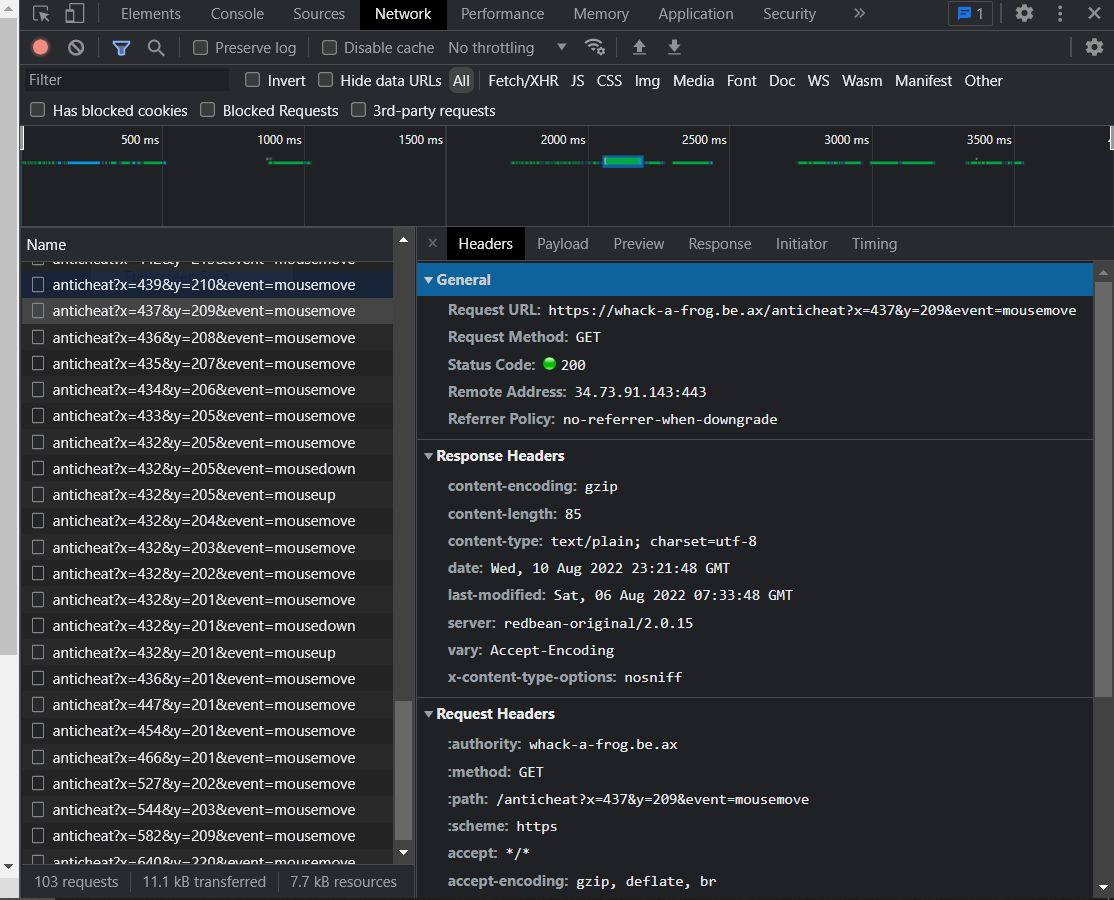 Elements Console Sources Network Performance Memory Application Security » 1
Preserve log Disable cache No throttling
Filter Invert Hide data URLs All Fetch/XHR JS CSS Img Media Font Doc WS Wasm Manifest Other
Has blocked cookies Blocked Requests 3rd-party requests
500 ms 1000 ms 1500 ms 2000 ms 2500 ms 3000 ms 3500 ms
Name
anticheat?x=439&y=210&event=mousemove
anticheat?x=437&y=209&event=mousemove
anticheat?x=436&y=208&event=mousemove
anticheat?x=435&y=207&event=mousemove
anticheat?x=434&y=206&event=mousemove
anticheat?x=433&y=205&event=mousemove
anticheat?x=432&y=205&event=mousemove
anticheat?x=432&y=205&event=mousedown
anticheat?x=432&y=205&event=mouseup
anticheat?x=432&y=204&event=mousemove
anticheat?x=432&y=203&event=mousemove
anticheat?x=432&y=202&event=mousemove
anticheat?x=432&y=201&event=mousemove
anticheat?x=432&y=201&event=mousedown
anticheat?x=432&y=201&event=mouseup
anticheat?x=436&y=201&event=mousemove
anticheat?x=447&y=201&event=mousemove
anticheat?x=454&y=201&event=mousemove
anticheat?x=466&y=201&event=mousemove
anticheat?x=527&y=202&event=mousemove
anticheat?x=544&y=203&event=mousemove
anticheat?x=582&y=209&event=mousemove
anticheat?x=640&y=220&event=mousemove
103 requests 11.1 kB transferred 7.7 kB resources
Headers Payload Preview Response Initiator Timing
General
Request URL: https://whack-a-frog.be.ax/anticheat?x=437&y=209&event=mousemove
Request Method: GET
Status Code: 200
Remote Address: 34.73.91.143:443
Referrer Policy: no-referrer-when-downgrade
Response Headers
content-encoding: gzip
content-length: 85
content-type: text/plain; charset=utf-8
date: Wed, 10 Aug 2022 23:21:48 GMT
last-modified: Sat, 06 Aug 2022 07:33:48 GMT
server: redbean-original/2.0.15
vary: Accept-Encoding
x-content-type-options: nosniff
Request Headers
:authority: whack-a-frog.be.ax
:method: GET
:path: /anticheat?x=437&y=209&event=mousemove
:scheme: https
accept: */*
accept-encoding: gzip, deflate, br